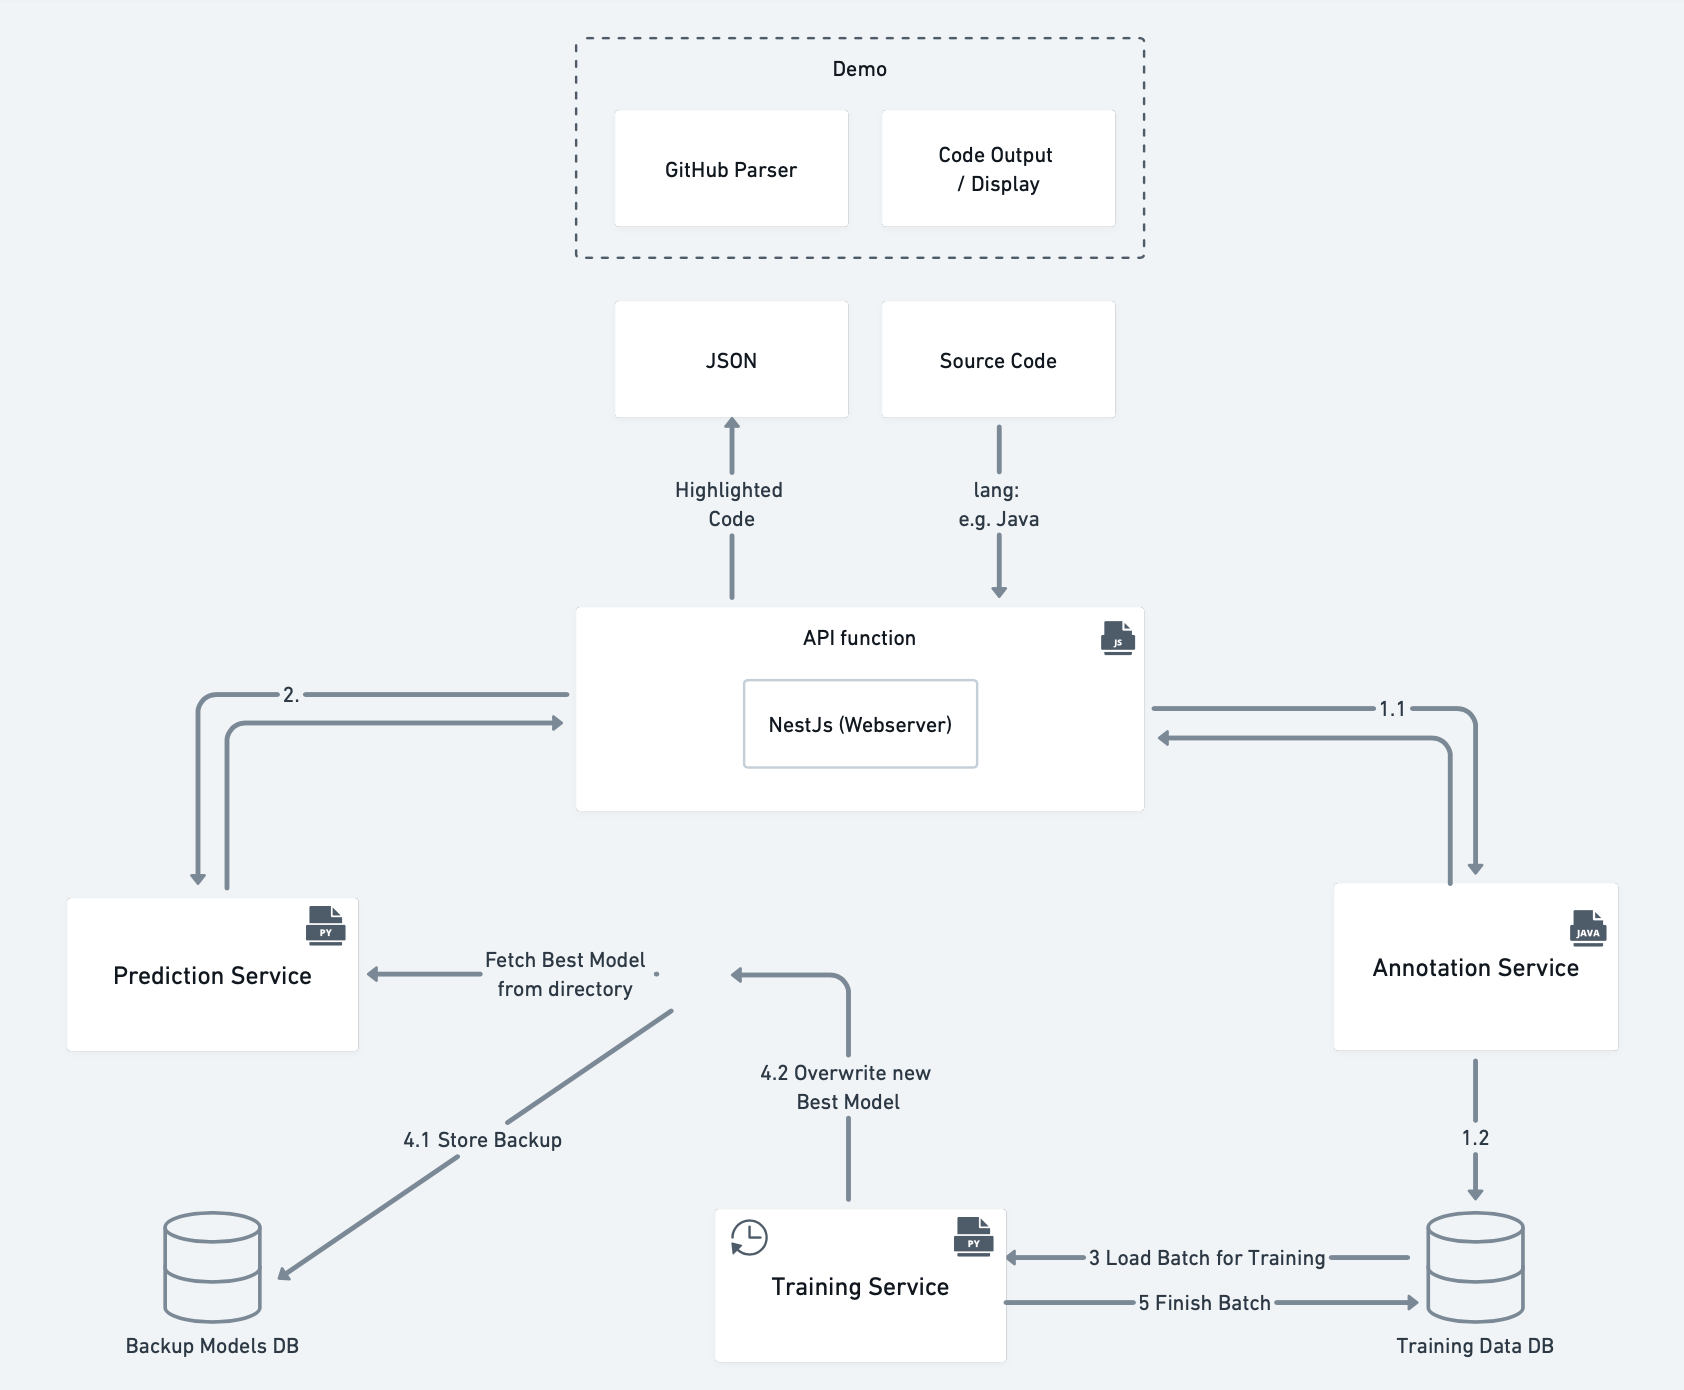 Demo
GitHub Parser
Code Output
/ Display
JSON
Source Code
Highlighted
Code
lang:
e.g. Java
API function
JS
NestJs (Webserver)
2.
1.1
PY
Prediction Service
Fetch Best Model
from directory
JAVA
Annotation Service
4.2 Overwrite new
Best Model
4.1 Store Backup
1.2
PY
Training Service
3 Load Batch for Training
5 Finish Batch
Backup Models DB
Training Data DB